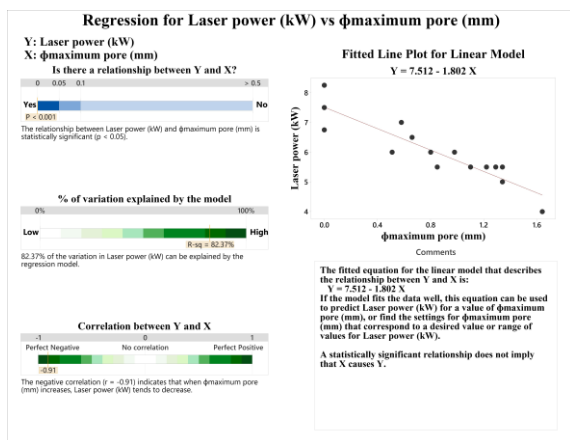 Regression for Laser power (kW) vs ϕmaximum pore (mm)
Y: Laser power (kW)
X: ϕmaximum pore (mm)
Is there a relationship between Y and X?
0 0.05 0.1 > 0.5
Yes No
P < 0.001
The relationship between Laser power (kW) and ϕmaximum pore (mm) is
statistically significant (p < 0.05).
% of variation explained by the model
0% 100%
Low High
R-sq = 82.37%
82.37% of the variation in Laser power (kW) can be explained by the
regression model.
Correlation between Y and X
-1 0 1
Perfect Negative No correlation Perfect Positive
-0.91
The negative correlation (r = -0.91) indicates that when ϕmaximum pore
(mm) increases, Laser power (kW) tends to decrease.
Fitted Line Plot for Linear Model
Y = 7.512 - 1.802 X
Laser power (kW)
8
7
6
5
4
0.0 0.4 0.8 1.2 1.6
ϕmaximum pore (mm)
Comments
The fitted equation for the linear model that describes
the relationship between Y and X is:
Y = 7.512 - 1.802 X
If the model fits the data well, this equation can be used
to predict Laser power (kW) for a value of ϕmaximum
pore (mm), or find the settings for ϕmaximum pore
(mm) that correspond to a desired value or range of
values for Laser power (kW).
A statistically significant relationship does not imply
that X causes Y.